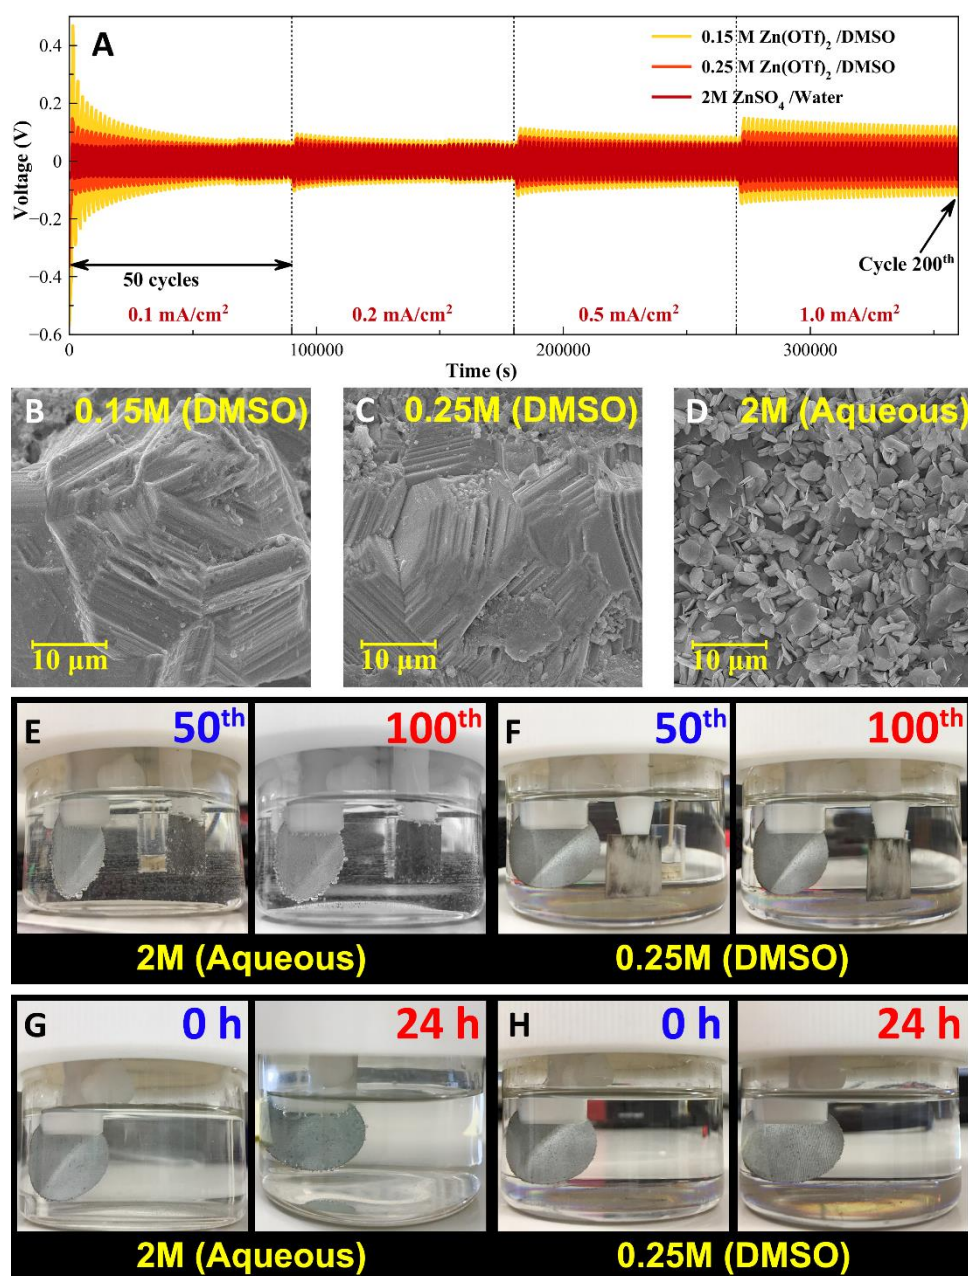 A
0.15 M Zn(OTf)₂ /DMSO
0.25 M Zn(OTf)₂ /DMSO
2M ZnSO₄ /Water
Voltage (V)
0.4
0.2
0
−0.2
−0.4
−0.6
50 cycles
Cycle 200ᵗʰ
0.1 mA/cm²
0.2 mA/cm²
0.5 mA/cm²
1.0 mA/cm²
0
100000
200000
300000
Time (s)
B
0.15M (DMSO)
10 μm
C
0.25M (DMSO)
10 μm
D
2M (Aqueous)
10 μm
E
50ᵗʰ
100ᵗʰ
2M (Aqueous)
F
50ᵗʰ
100ᵗʰ
0.25M (DMSO)
G
0 h
24 h
2M (Aqueous)
H
0 h
24 h
0.25M (DMSO)